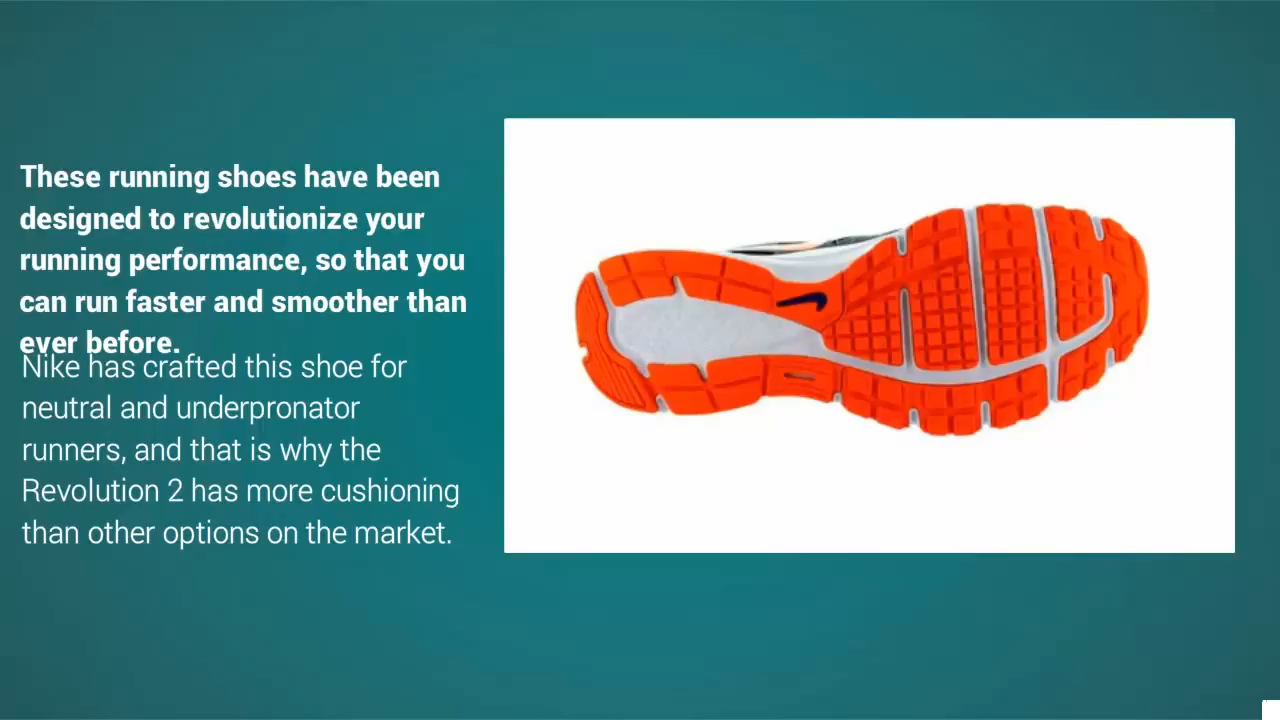 These running shoes have been
designed to revolutionize your
running performance, so that you
can run faster and smoother than
ever before.
Nike has crafted this shoe for
neutral and underpronator
runners, and that is why the
Revolution 2 has more cushioning
than other options on the market.